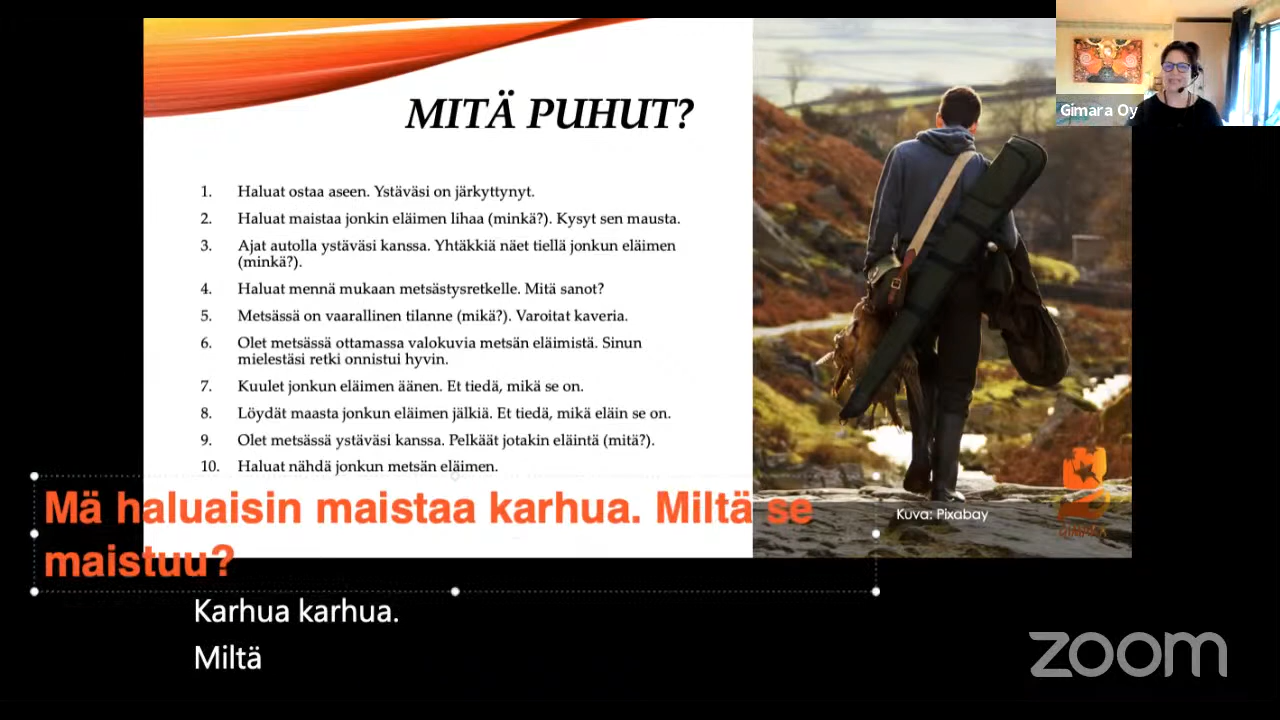 Gimara Oy
MITÄ PUHUT?
1. Haluat ostaa aseen. Ystäväsi on järkyttynyt.
2. Haluat maistaa jonkin eläimen lihaa (minkä?). Kysyt sen mausta.
3. Ajat autolla ystäväsi kanssa. Yhtäkkiä näet tiellä jonkun eläimen
(minkä?).
4. Haluat mennä mukaan metsästysretkelle. Mitä sanot?
5. Metsässä on vaarallinen tilanne (mikä?). Varoitat kaveria.
6. Olet metsässä ottamassa valokuvia metsän eläimistä. Sinun
mielestäsi retki onnistui hyvin.
7. Kuulet jonkun eläimen äänen. Et tiedä, mikä se on.
8. Löydät maasta jonkun eläimen jälkiä. Et tiedä, mikä eläin se on.
9. Olet metsässä ystäväsi kanssa. Pelkäät jotakin eläintä (mitä?).
10. Haluat nähdä jonkun metsän eläimen.
Mä haluaisin maistaa karhua. Miltä se
maistuu?
Kuva: Pixabay
Karhua karhua.
Miltä
zoom